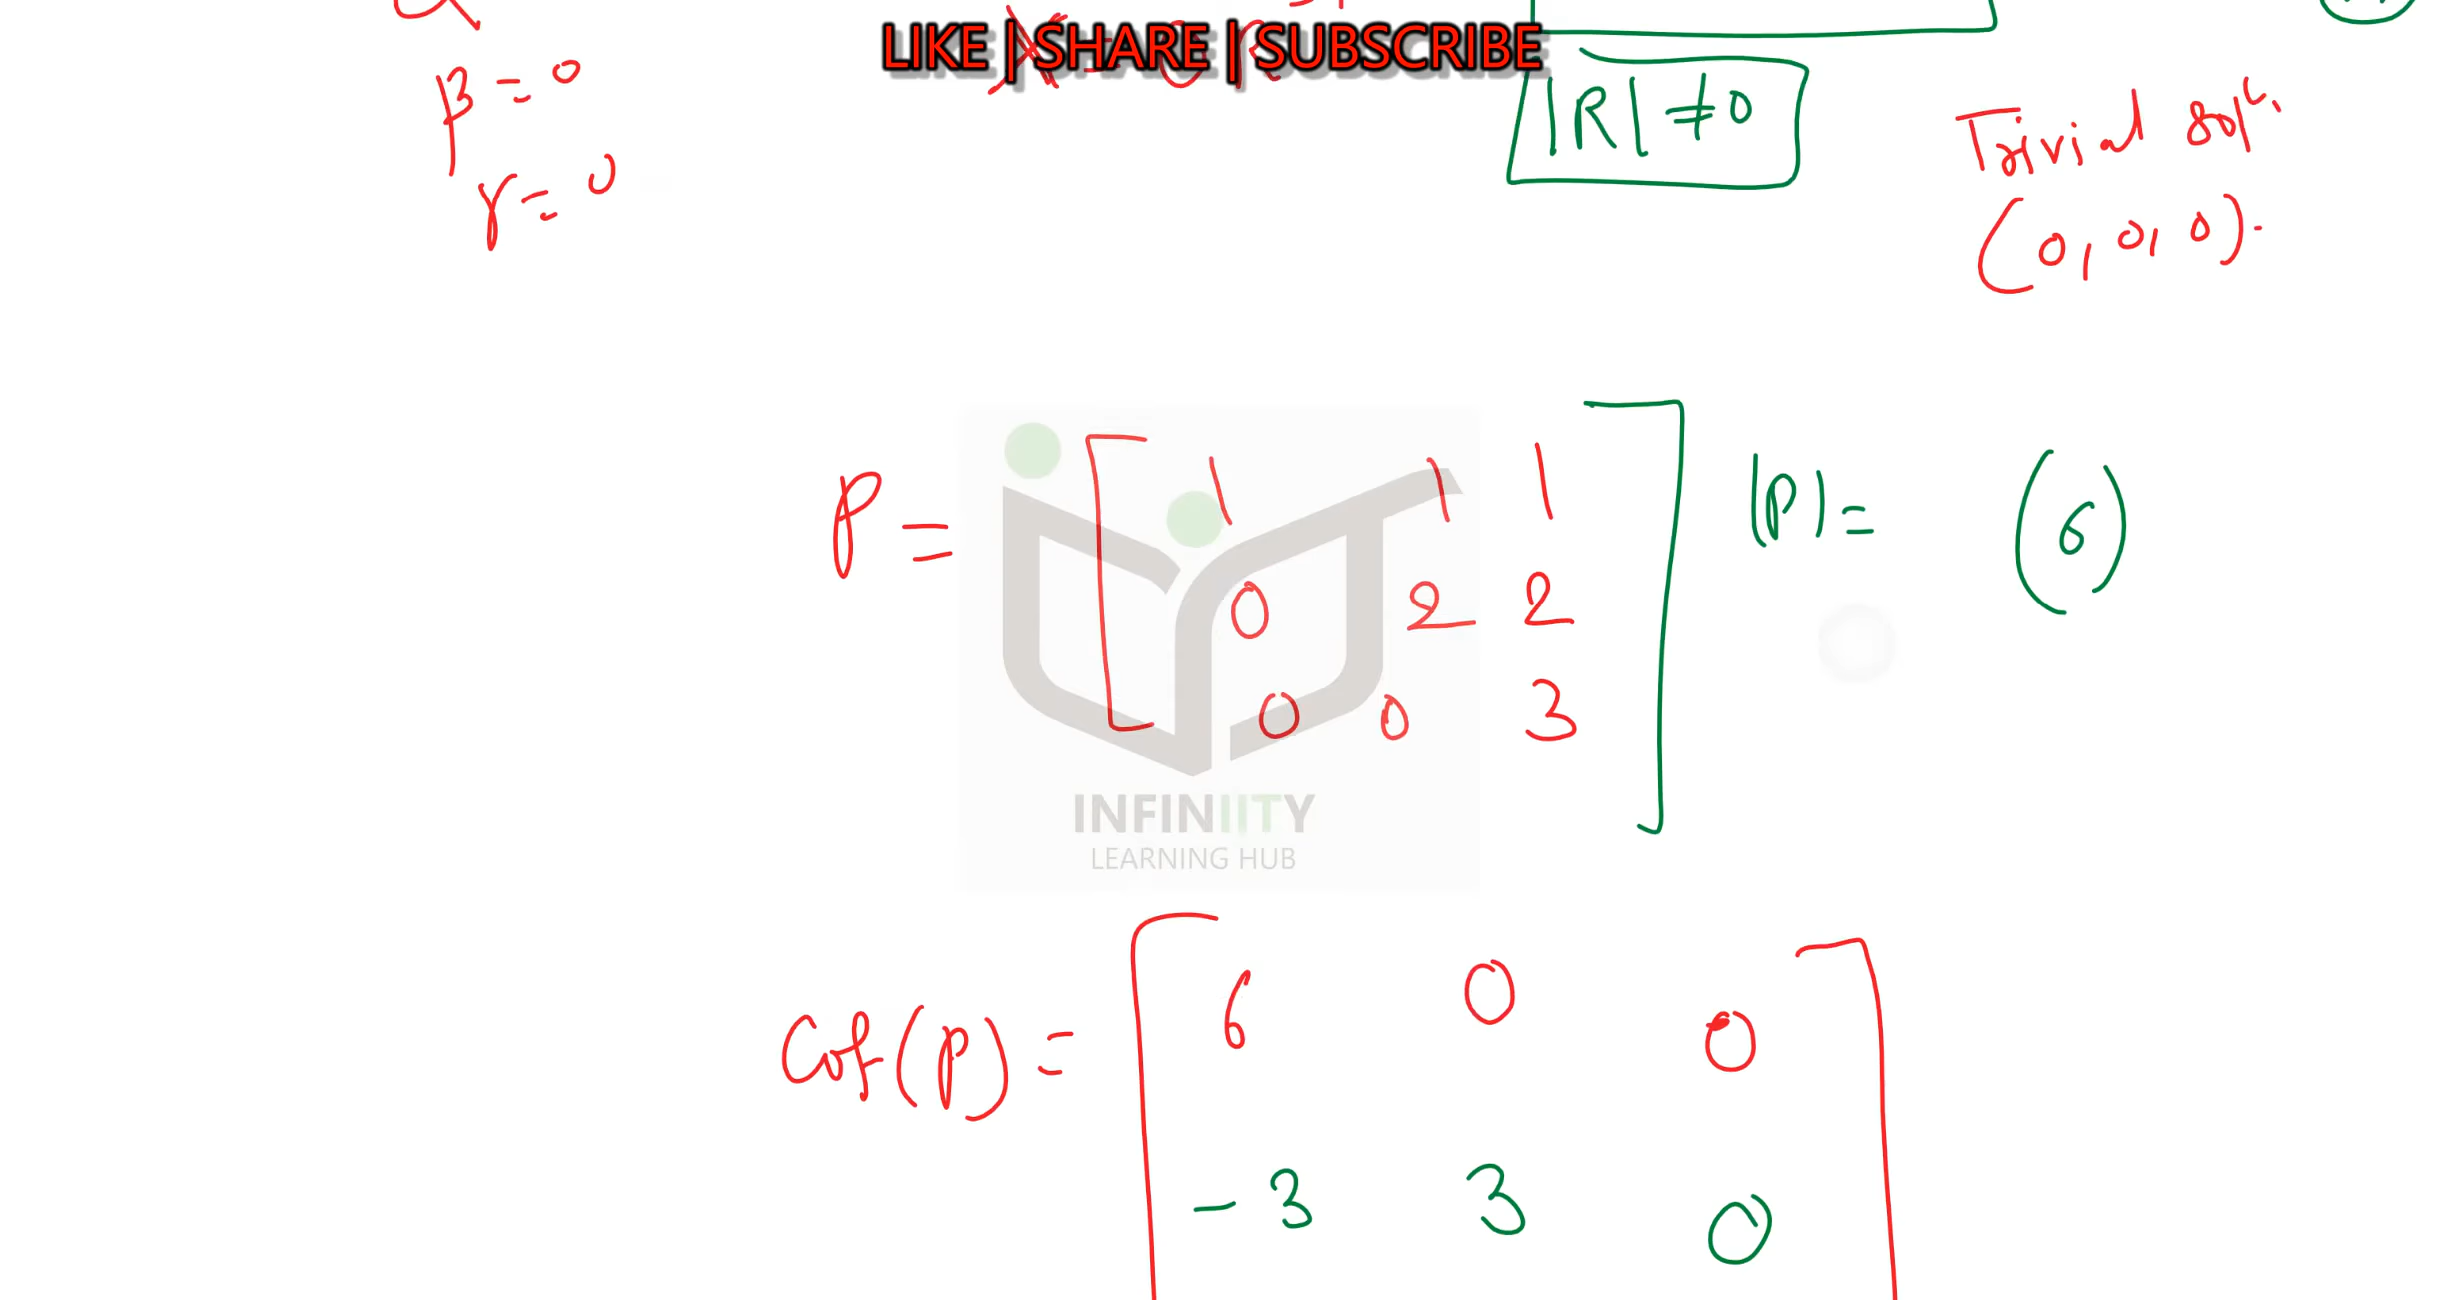 LIKE | SHARE | SUBSCRIBE
β = 0
γ = 0
|R| ≠ 0
Trivial solⁿ.
(0, 0, 0).
P = [ 1 1 1
0 2 2
0 0 3 ]
|P| = (6)
INFINIITY
LEARNING HUB
Cof(P) = [ 6 0 0
-3 3 0